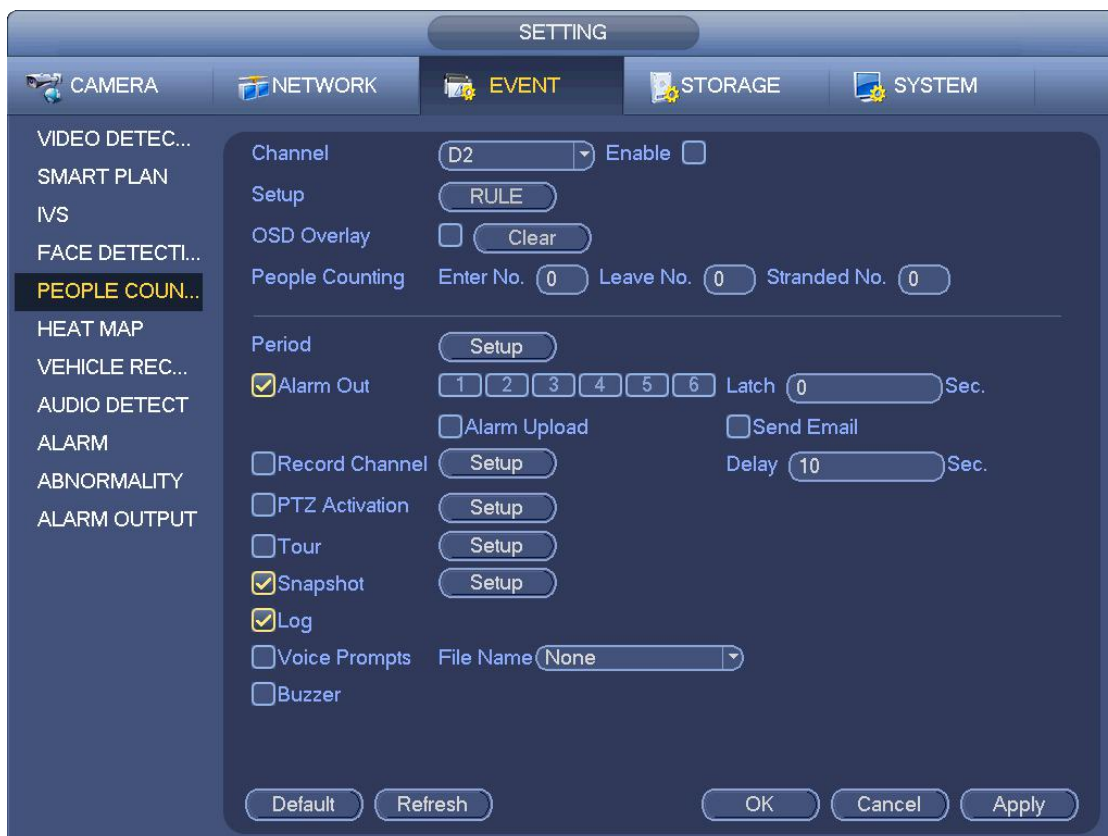 SETTING
CAMERA NETWORK EVENT STORAGE SYSTEM
VIDEO DETEC...
SMART PLAN
IVS
FACE DETECTI...
PEOPLE COUN...
HEAT MAP
VEHICLE REC...
AUDIO DETECT
ALARM
ABNORMALITY
ALARM OUTPUT
Channel D2 Enable
Setup RULE
OSD Overlay Clear
People Counting Enter No. 0 Leave No. 0 Stranded No. 0
Period Setup
Alarm Out 1 2 3 4 5 6 Latch 0 Sec.
Alarm Upload Send Email
Record Channel Setup Delay 10 Sec.
PTZ Activation Setup
Tour Setup
Snapshot Setup
Log
Voice Prompts File Name None
Buzzer
Default Refresh OK Cancel Apply